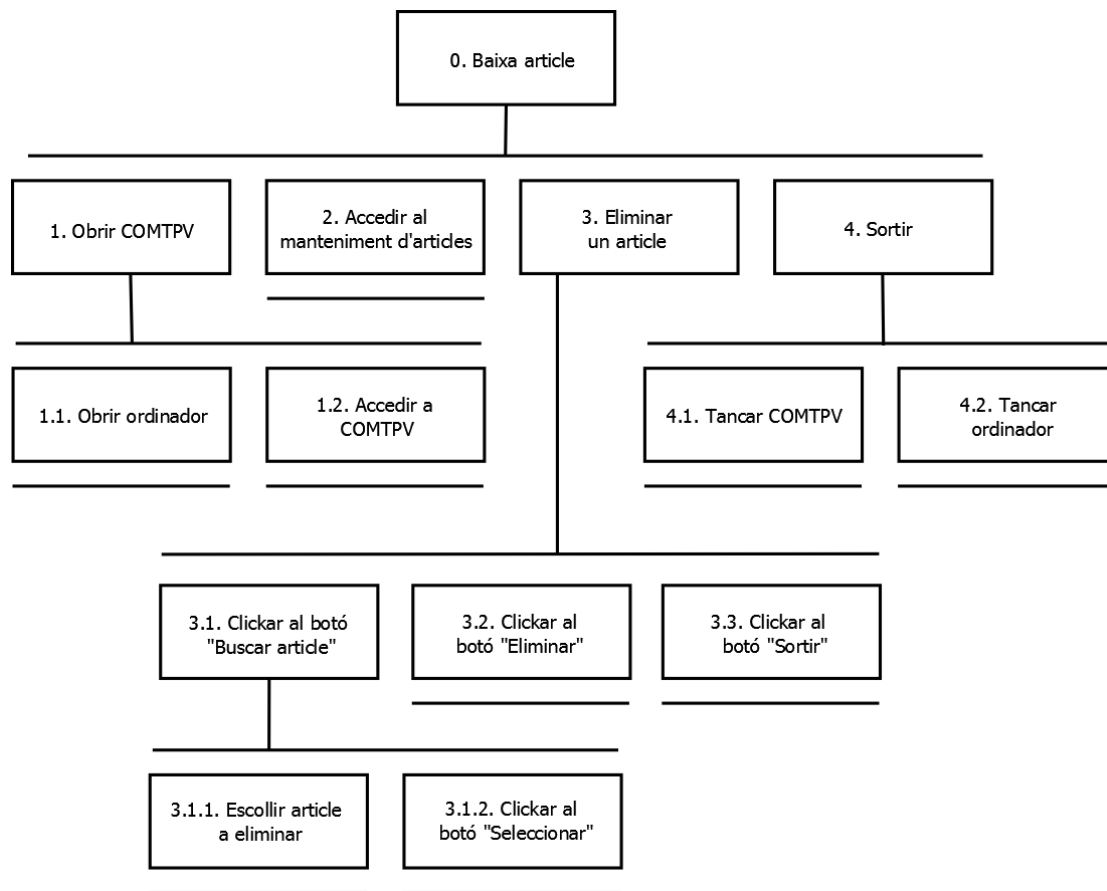 0. Baixa article
1. Obrir COMTPV
2. Accedir al
manteniment d'articles
3. Eliminar
un article
4. Sortir
1.1. Obrir ordinador
1.2. Accedir a
COMTPV
4.1. Tancar COMTPV
4.2. Tancar
ordinador
3.1. Clickar al botó
"Buscar article"
3.2. Clickar al
botó "Eliminar"
3.3. Clickar al
botó "Sortir"
3.1.1. Escollir article
a eliminar
3.1.2. Clickar al
botó "Seleccionar"